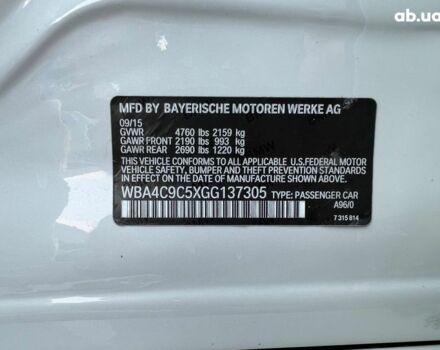 ab.ua
MFD BY BAYERISCHE MOTOREN WERKE AG
09/15
GVWR 4760 lbs 2159 kg
GAWR FRONT 2190 lbs 993 kg
GAWR REAR 2690 lbs 1220 kg
THIS VEHICLE CONFORMS TO ALL APPLICABLE U.S.FEDERAL MOTOR
VEHICLE SAFETY, BUMPER, AND THEFT PREVENTION STANDARDS
IN EFFECT ON THE DATE OF MANUFACTURE SHOWN ABOVE.
WBA4C9C5XGG137305 TYPE: PASSENGER CAR
A96/0
7 315 814